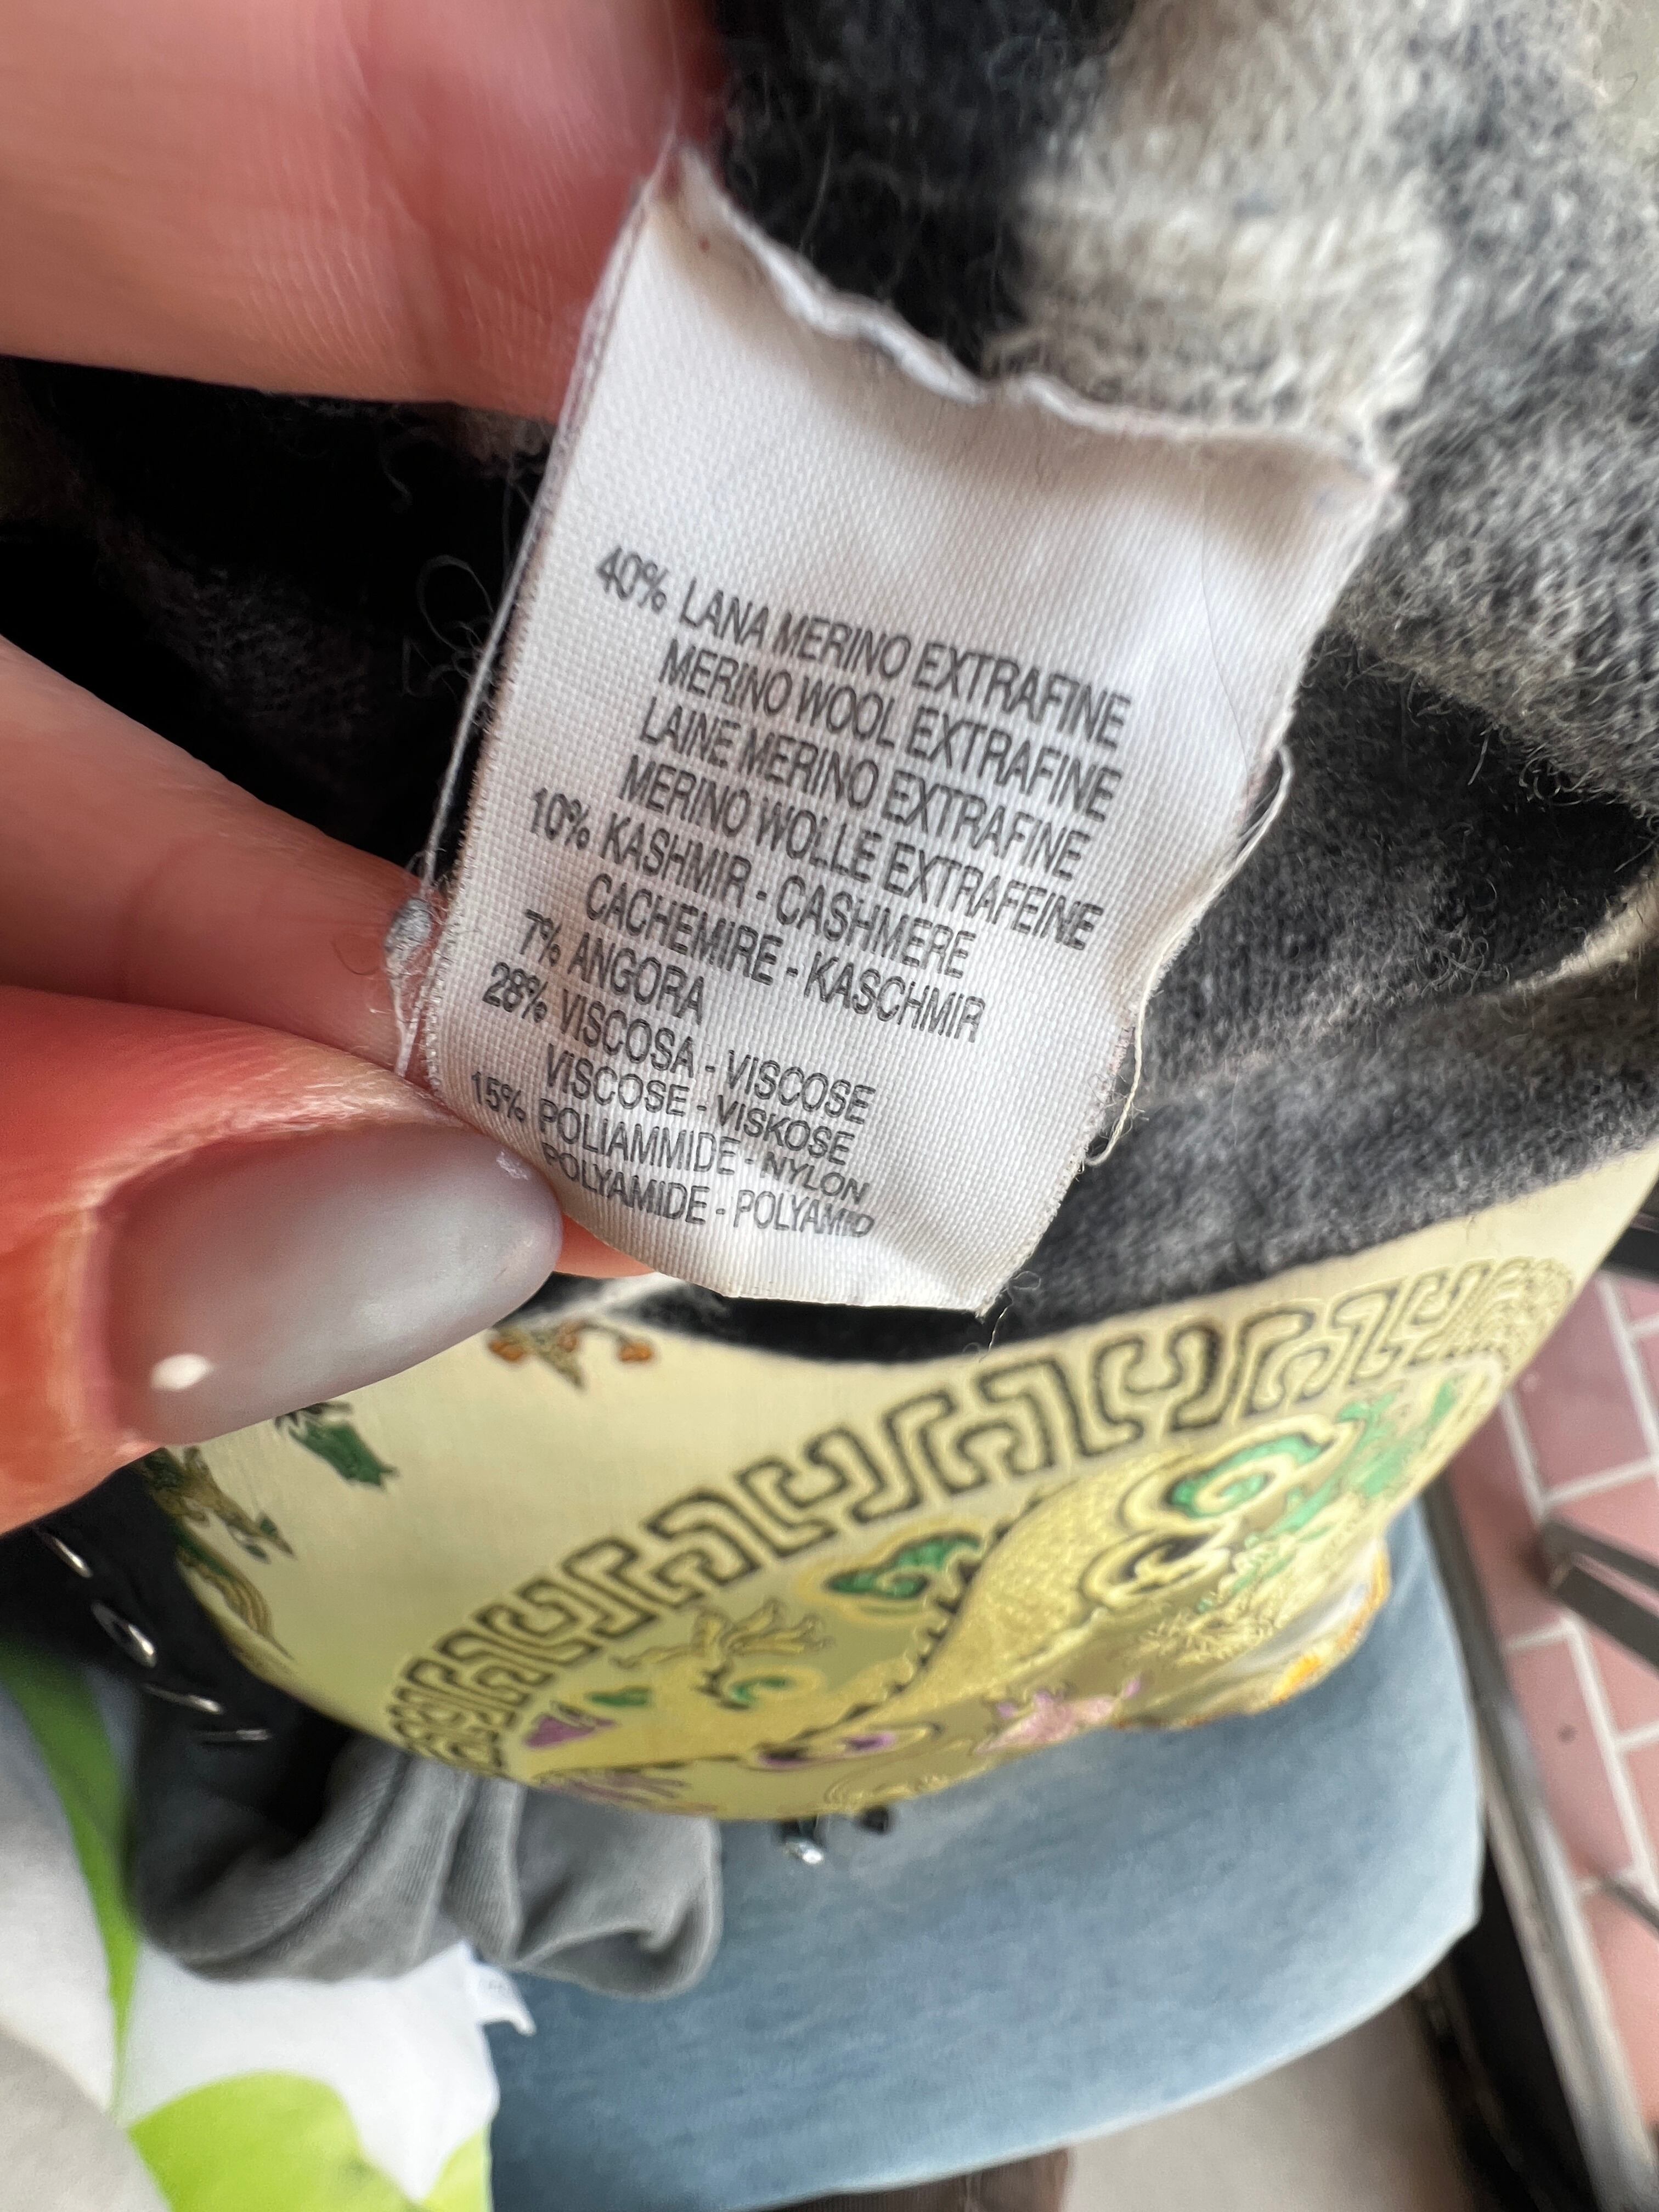 40% LANA MERINO EXTRAFINE
MERINO WOOL EXTRAFINE
LAINE MERINO EXTRAFINE
MERINO WOLLE EXTRAFEINE
10% KASHMIR - CASHMERE
CACHEMIRE - KASCHMIR
7% ANGORA
28% VISCOSA - VISCOSE
VISCOSE - VISKOSE
15% POLIAMMIDE - NYLON
POLYAMIDE - POLYAMID